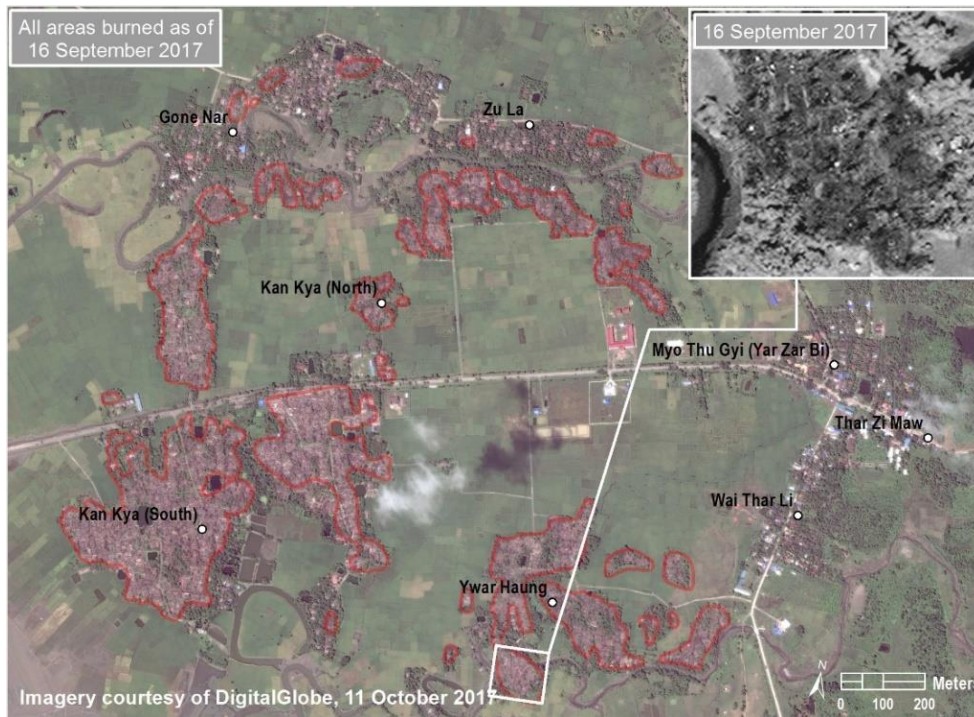 All areas burned as of
16 September 2017
16 September 2017
Gone Nar
Zu La
Kan Kya (North)
Myo Thu Gyi (Yar Zar Bi)
Thar Zi Maw
Kan Kya (South)
Wai Thar Li
Ywar Haung
N
Meter
0 100 200
Imagery courtesy of DigitalGlobe, 11 October 2017